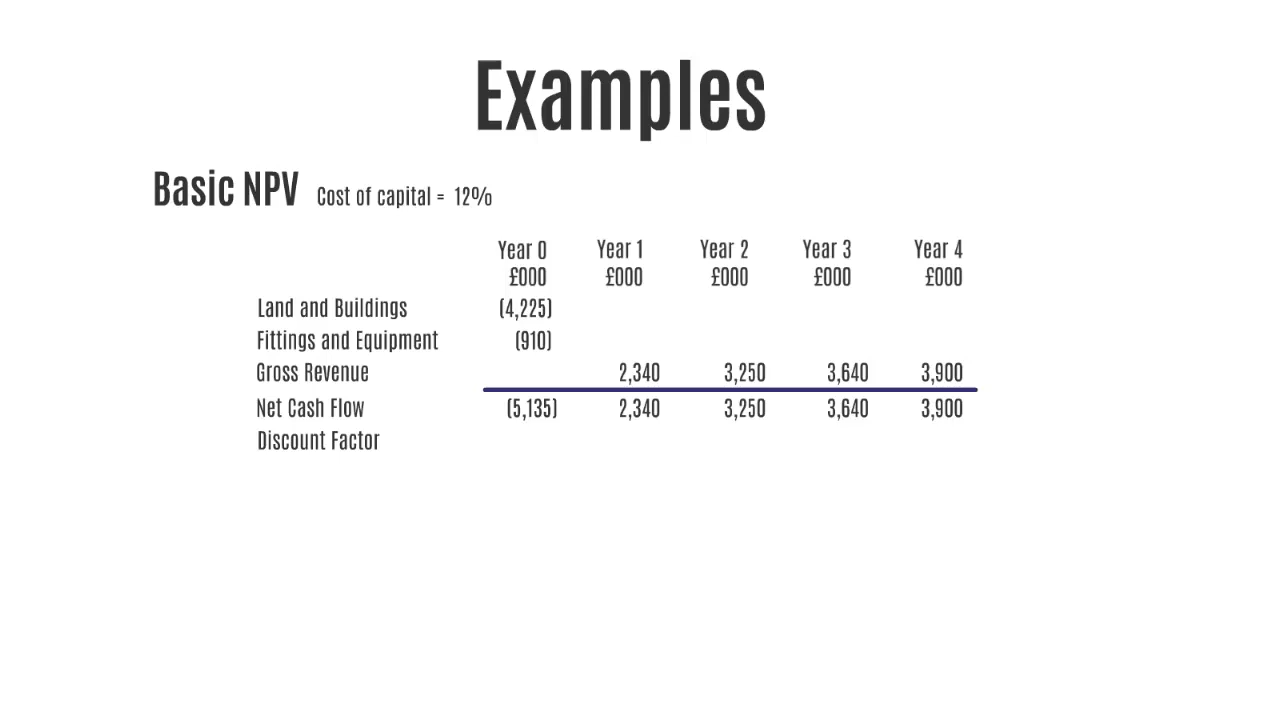 Examples
Basic NPV Cost of capital = 12%
Year 0 Year 1 Year 2 Year 3 Year 4
£000 £000 £000 £000 £000
Land and Buildings (4,225)
Fittings and Equipment (910)
Gross Revenue 2,340 3,250 3,640 3,900
Net Cash Flow (5,135) 2,340 3,250 3,640 3,900
Discount Factor